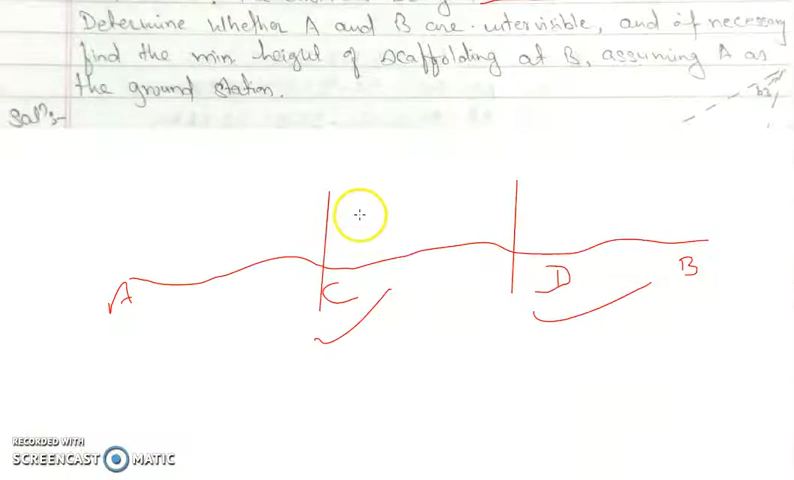 Determine whether A and B are intervisible, and if necessary
find the min height of scaffolding at B, assuming A as
the ground station.
Solⁿ:-
A
C
D
B
RECORDED WITH
SCREENCAST MATIC